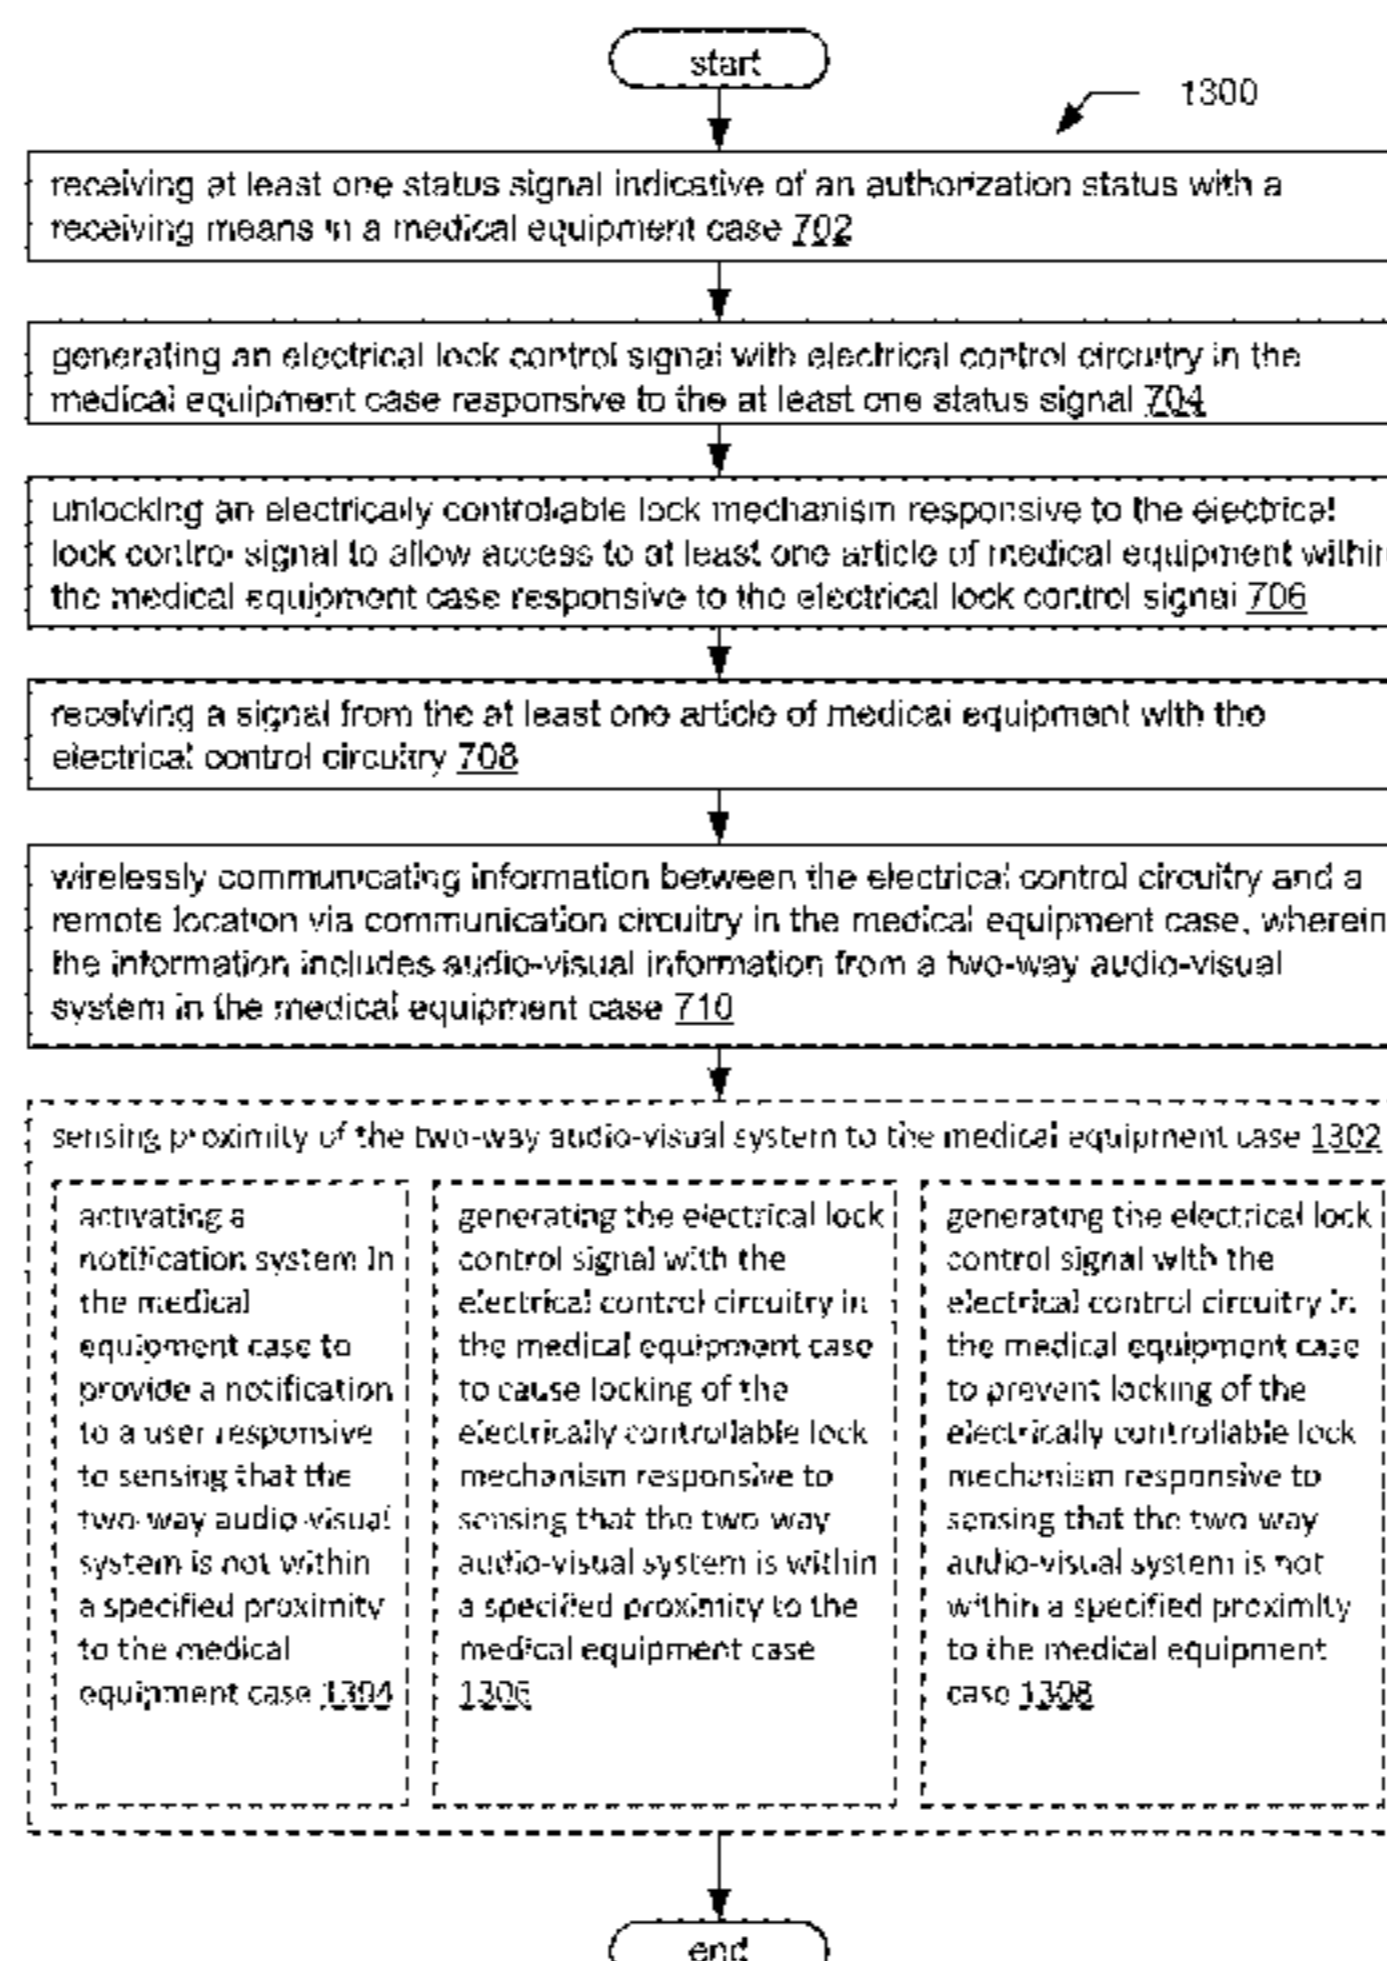 start
1300
receiving at least one status signal indicative of an authorization status with a
receiving means in a medical equipment case 702
generating an electrical lock control signal with electrical control circuitry in the
medical equipment case responsive to the at least one status signal 704
unlocking an electrically controllable lock mechanism responsive to the electrical
lock control signal to allow access to at least one article of medical equipment within
the medical equipment case responsive to the electrical lock control signal 706
receiving a signal from the at least one article of medical equipment with the
electrical control circuitry 708
wirelessly communicating information between the electrical control circuitry and a
remote location via communication circuitry in the medical equipment case, wherein
the information includes audio-visual information from a two-way audio-visual
system in the medical equipment case 710
sensing proximity of the two-way audio-visual system to the medical equipment case 1302
activating a
notification system in
the medical
equipment case to
provide a notification
to a user responsive
to sensing that the
two-way audio-visual
system is not within
a specified proximity
to the medical
equipment case 1304
generating the electrical lock
control signal with the
electrical control circuitry in
the medical equipment case
to cause locking of the
electrically controllable lock
mechanism responsive to
sensing that the two-way
audio-visual system is within
a specified proximity to the
medical equipment case
1306
generating the electrical lock
control signal with the
electrical control circuitry in
the medical equipment case
to prevent locking of the
electrically controllable lock
mechanism responsive to
sensing that the two-way
audio-visual system is not
within a specified proximity
to the medical equipment
case 1308
end